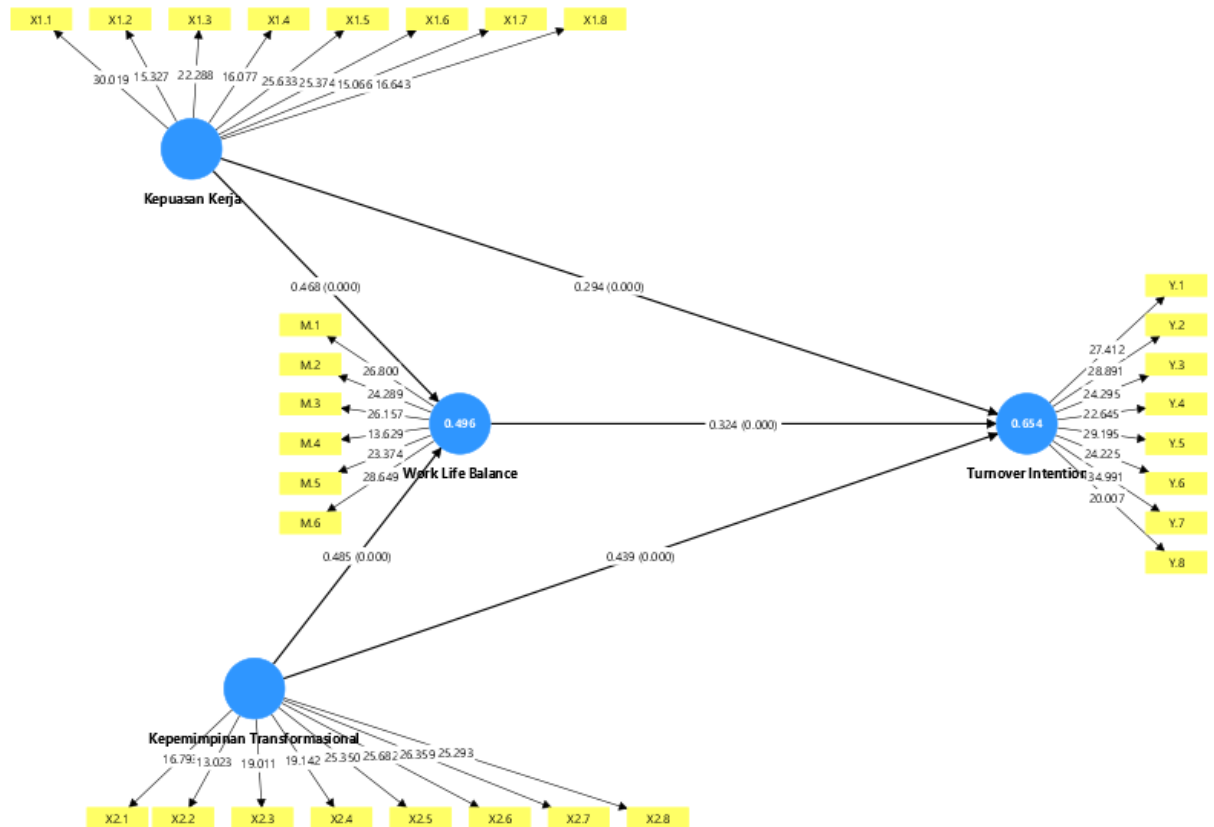 X1.1 X1.2 X1.3 X1.4 X1.5 X1.6 X1.7 X1.8
30.019 15.327 22.288 16.077 25.633 25.374 15.066 16.643
Kepuasan Kerja
0.468 (0.000)
0.294 (0.000)
M.1
M.2
M.3
M.4
M.5
M.6
26.800
24.289
26.157
13.629
23.374
28.649
0.496
Work Life Balance
0.324 (0.000)
0.654
Turnover Intention
Y.1
Y.2
Y.3
Y.4
Y.5
Y.6
Y.7
Y.8
27.412
28.891
24.295
22.645
29.195
24.225
34.991
20.007
0.485 (0.000)
0.439 (0.000)
Kepemimpinan Transformasional
13.023 19.011 19.142 25.350 25.682 26.359 25.293
X2.1 X2.2 X2.3 X2.4 X2.5 X2.6 X2.7 X2.8